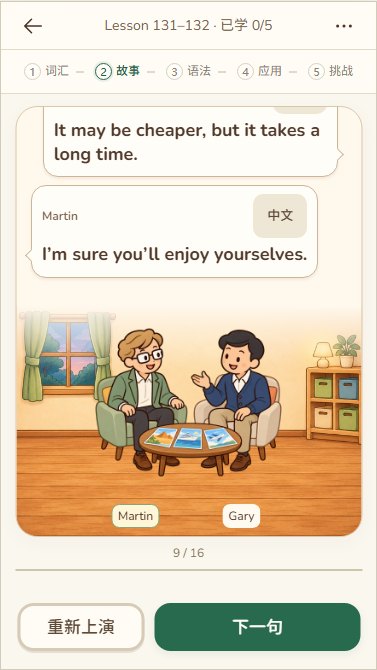 Lesson 131–132 · 已学 0/5
1 词汇 2 故事 3 语法 4 应用 5 挑战
It may be cheaper, but it takes a
long time.
Martin
中文
I’m sure you’ll enjoy yourselves.
Martin
Gary
9 / 16
重新上演
下一句